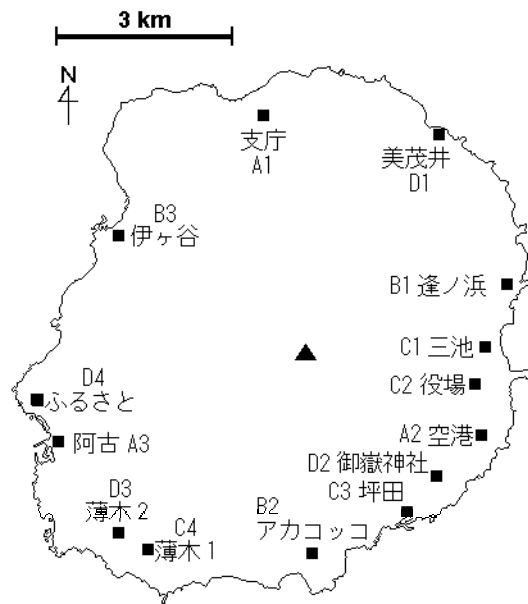 3 km
N
支庁
A1
美茂井
D1
B3
伊ヶ谷
B1 逢ノ浜
C1 三池
C2 役場
D4
ふるさと
阿古 A3
A2 空港
D2 御嶽神社
C3 坪田
D3
薄木 2
C4
薄木 1
B2
アカコッコ